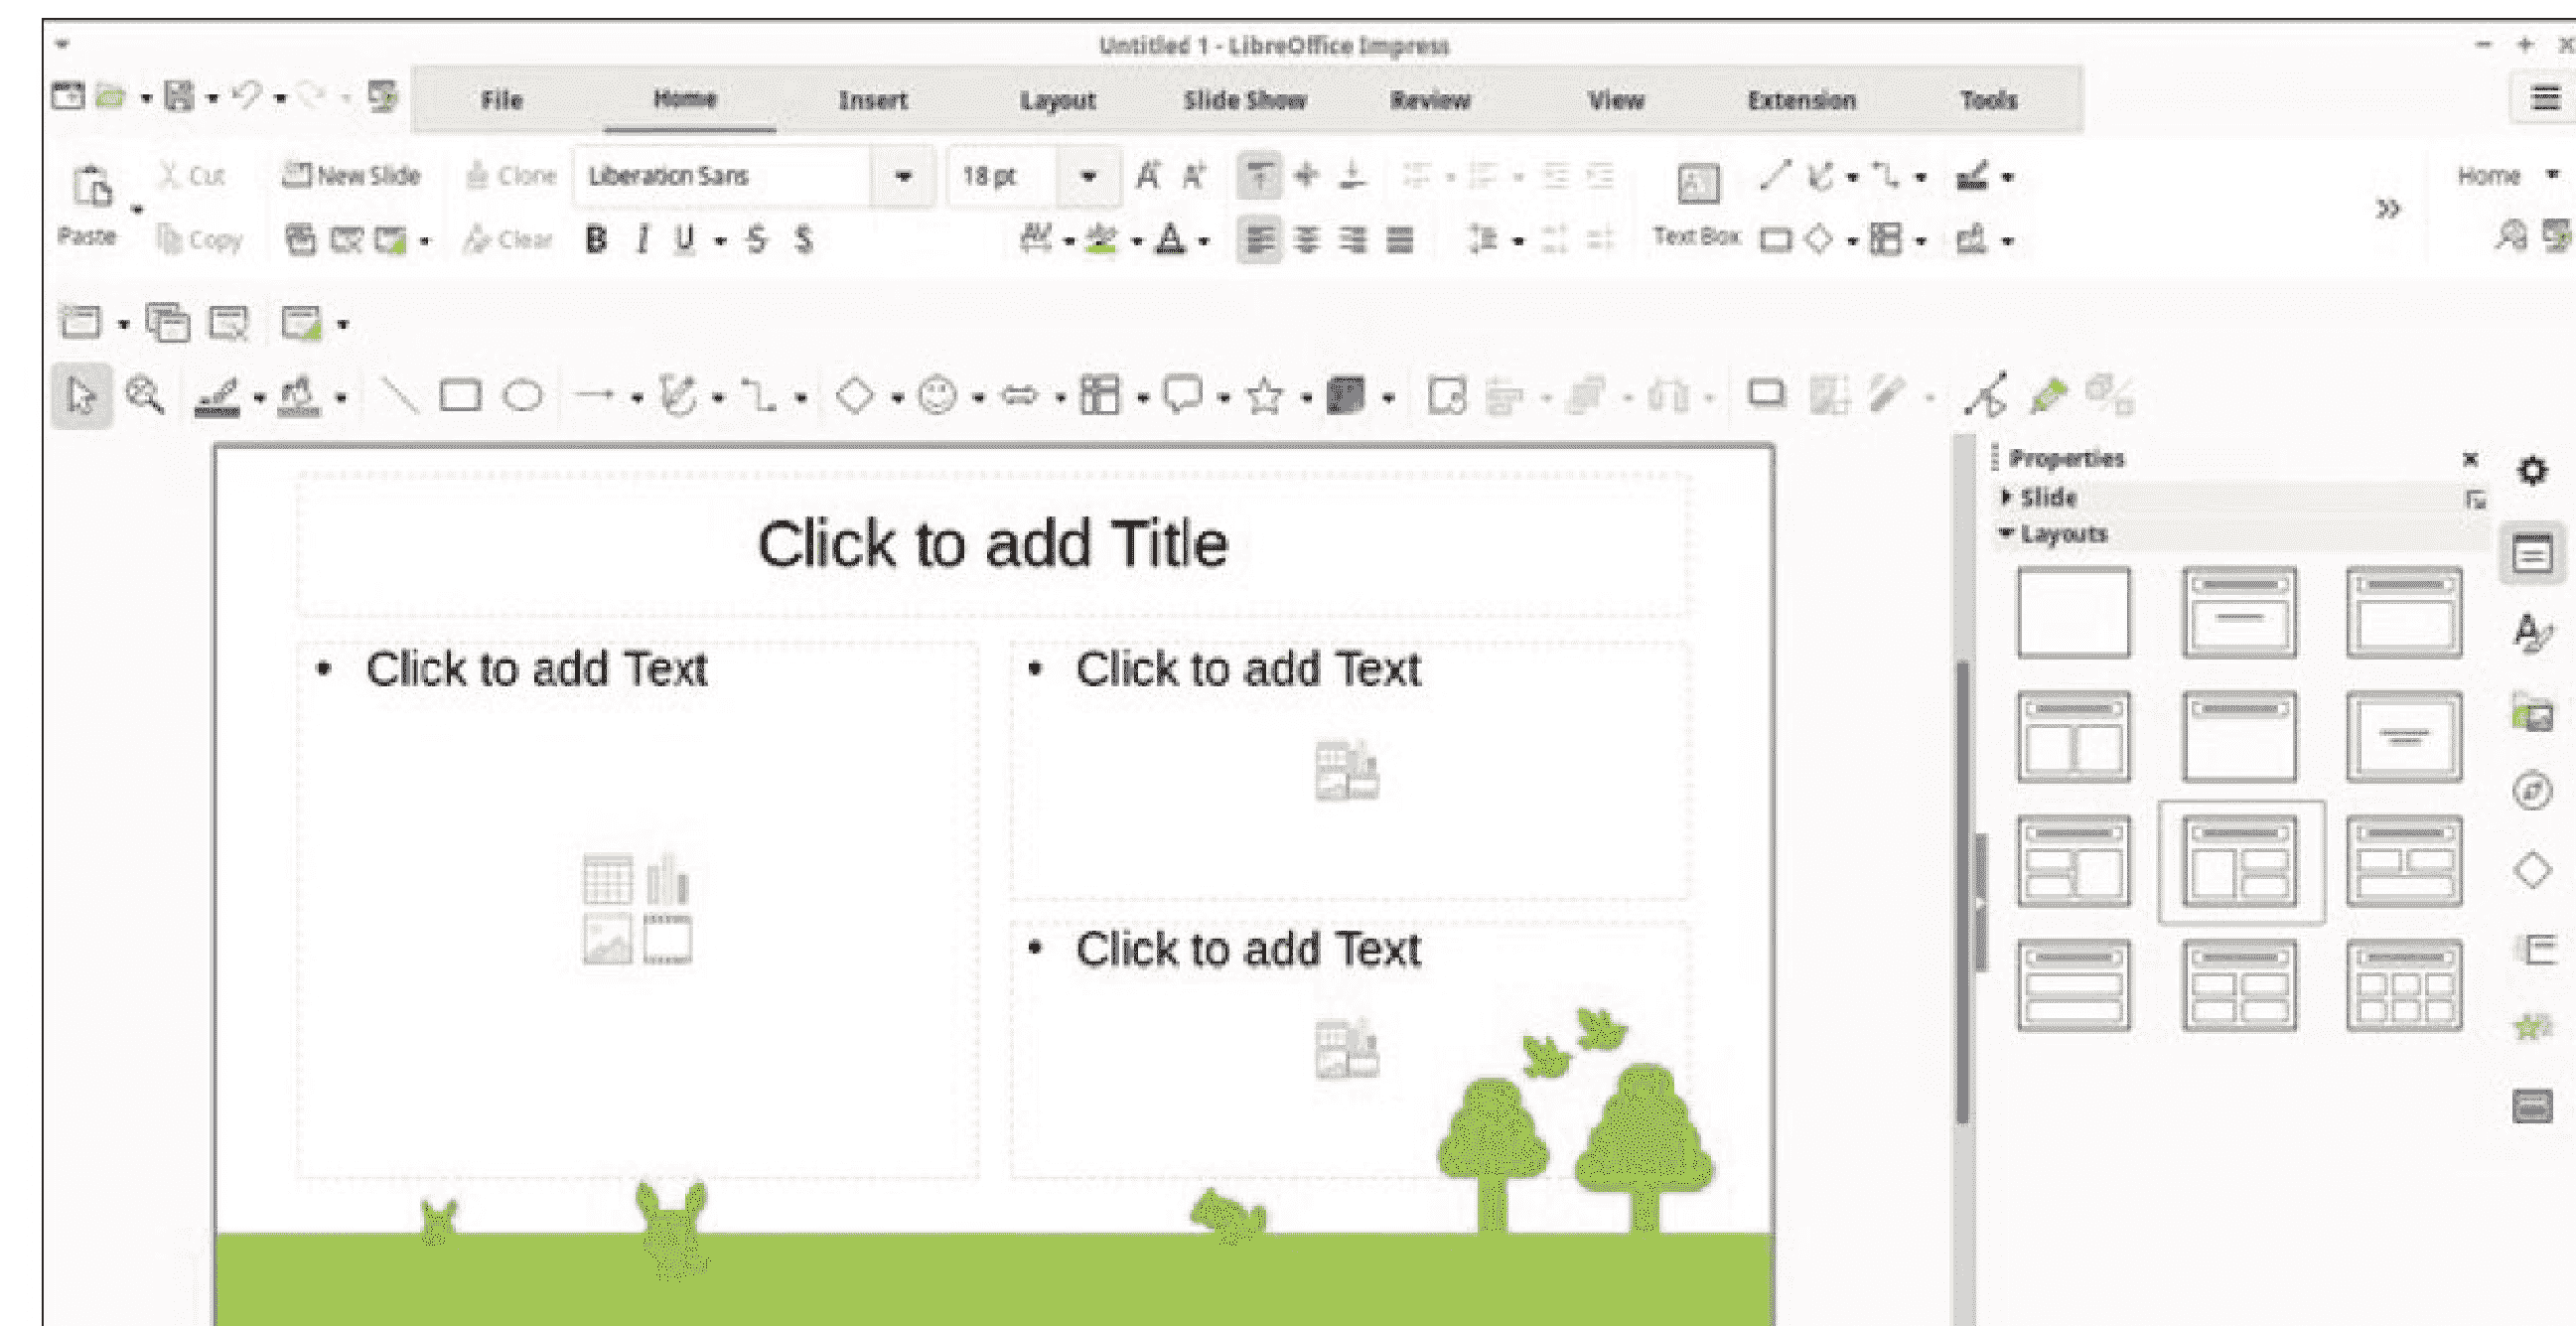 Untitled 1 - LibreOffice Impress
File Home Insert Layout Slide Show Review View Extension Tools
Cut New Slide Clone Liberation Sans 18 pt Home
Paste Copy Clear Text Box
Properties
Slide
Layouts
Click to add Title
• Click to add Text
• Click to add Text
• Click to add Text